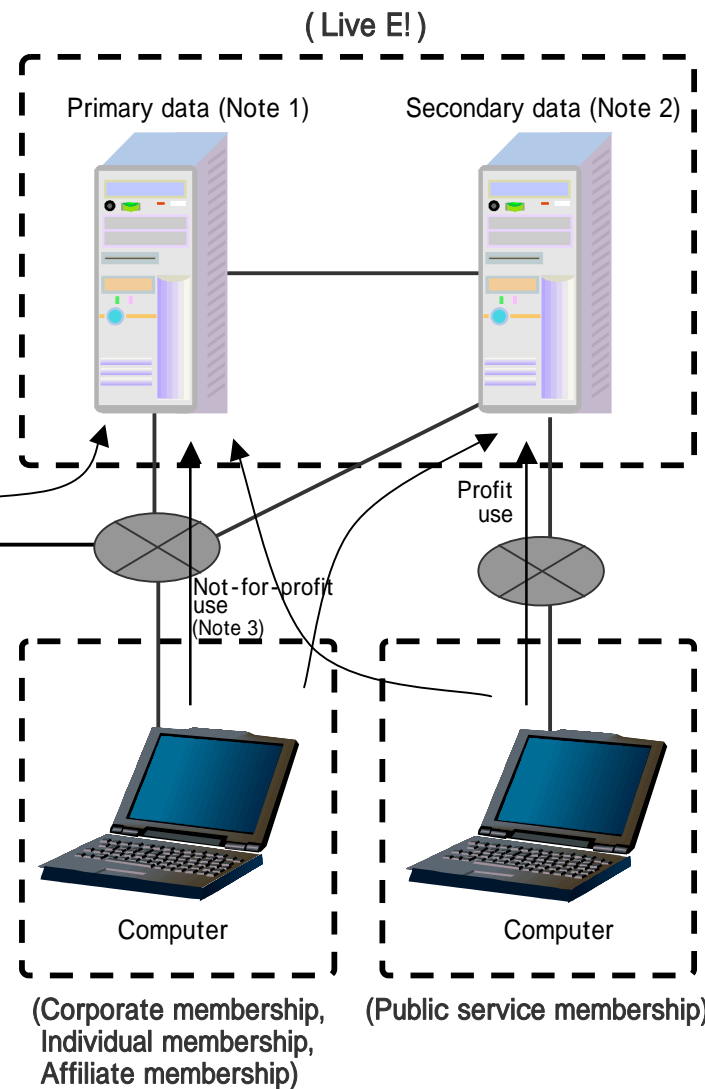 ( Live E! )
Primary data (Note 1)
Secondary data (Note 2)
Profit
use
Not-for-profit
use
(Note 3)
Computer
Computer
(Corporate membership,
Individual membership,
Affiliate membership)
(Public service membership)